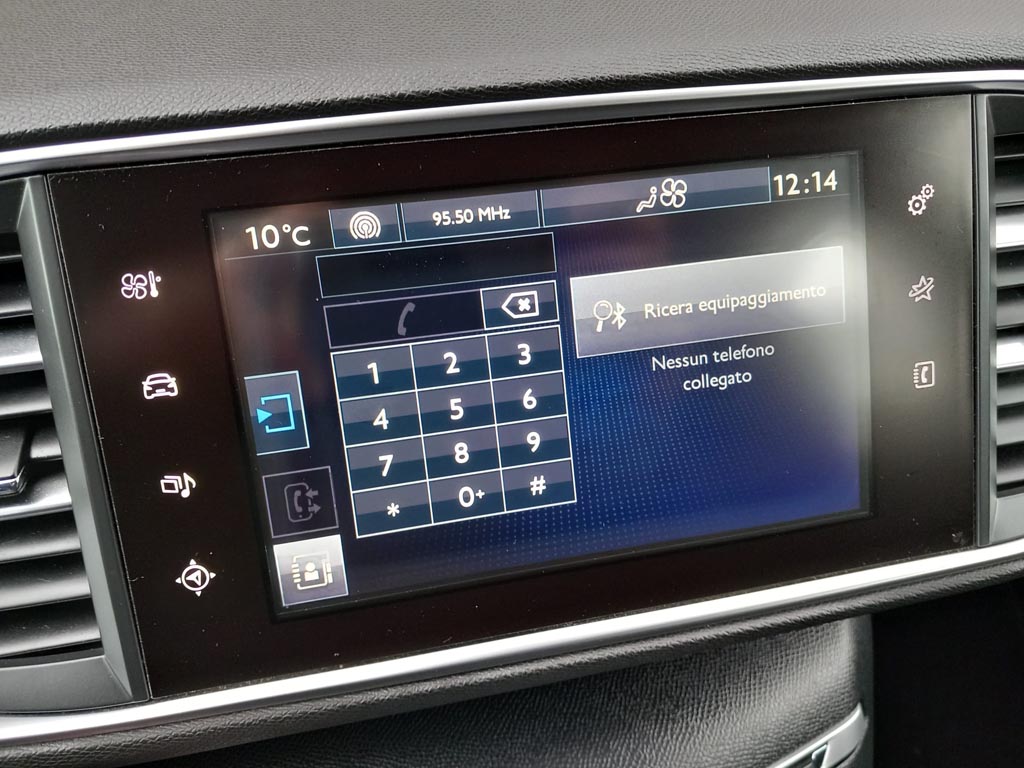 10°C
95.50 MHz
12:14
Ricera equipaggiamento
Nessun telefono
collegato
1 2 3
4 5 6
7 8 9
* 0+ #